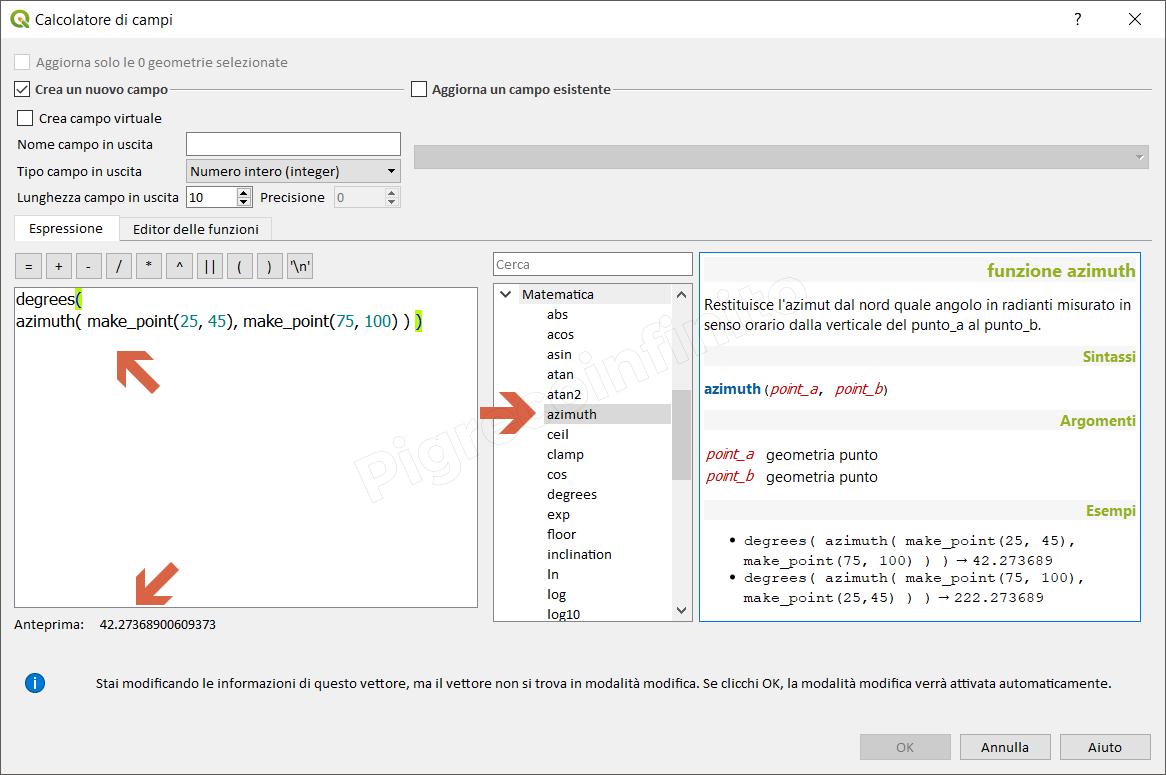 Calcolatore di campi
?
Aggiorna solo le 0 geometrie selezionate
Crea un nuovo campo
Aggiorna un campo esistente
Crea campo virtuale
Nome campo in uscita
Tipo campo in uscita
Numero intero (integer)
Lunghezza campo in uscita
10
Precisione
0
Espressione
Editor delle funzioni
= + - / * ^ || ( ) '\n'
degrees(
azimuth( make_point(25, 45), make_point(75, 100) ) )
Anteprima: 42.27368900609373
Cerca
Matematica
abs
acos
asin
atan
atan2
azimuth
ceil
clamp
cos
degrees
exp
floor
inclination
ln
log
log10
funzione azimuth
Restituisce l'azimut dal nord quale angolo in radianti misurato in
senso orario dalla verticale del punto_a al punto_b.
Sintassi
azimuth (point_a, point_b)
Argomenti
point_a geometria punto
point_b geometria punto
Esempi
• degrees( azimuth( make_point(25, 45),
make_point(75, 100) ) ) → 42.273689
• degrees( azimuth( make_point(75, 100),
make_point(25,45) ) ) → 222.273689
Pigrecoinfinito
i
Stai modificando le informazioni di questo vettore, ma il vettore non si trova in modalità modifica. Se clicchi OK, la modalità modifica verrà attivata automaticamente.
OK
Annulla
Aiuto